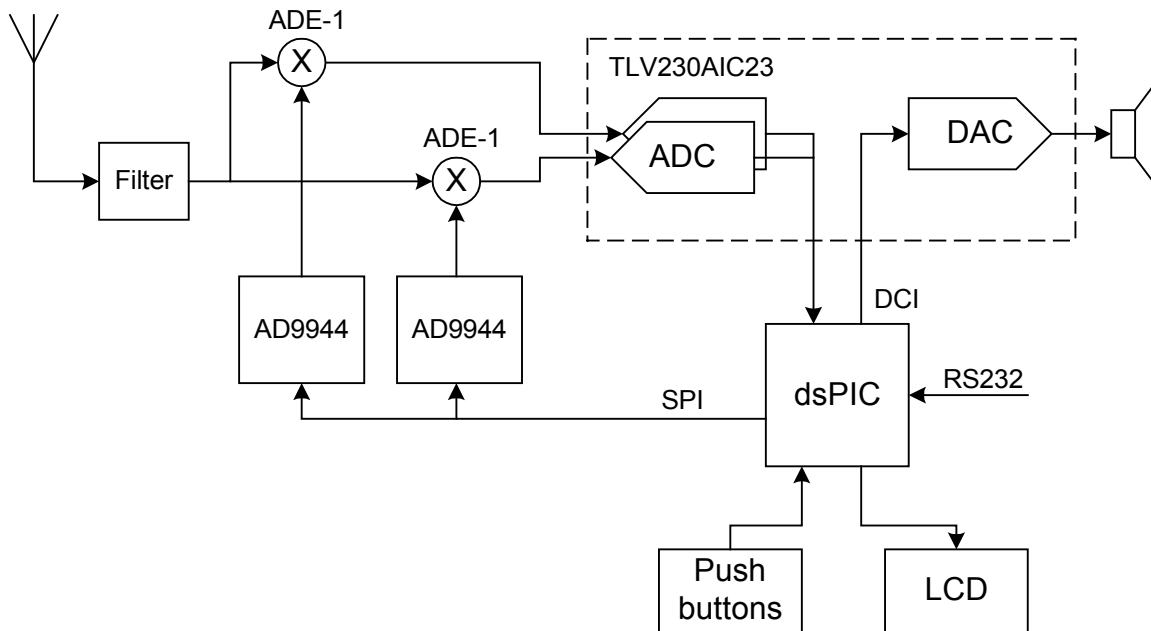 ADE-1
X
TLV230AIC23
ADE-1
X
ADC
DAC
Filter
AD9944
AD9944
DCI
SPI
dsPIC
RS232
Push
buttons
LCD